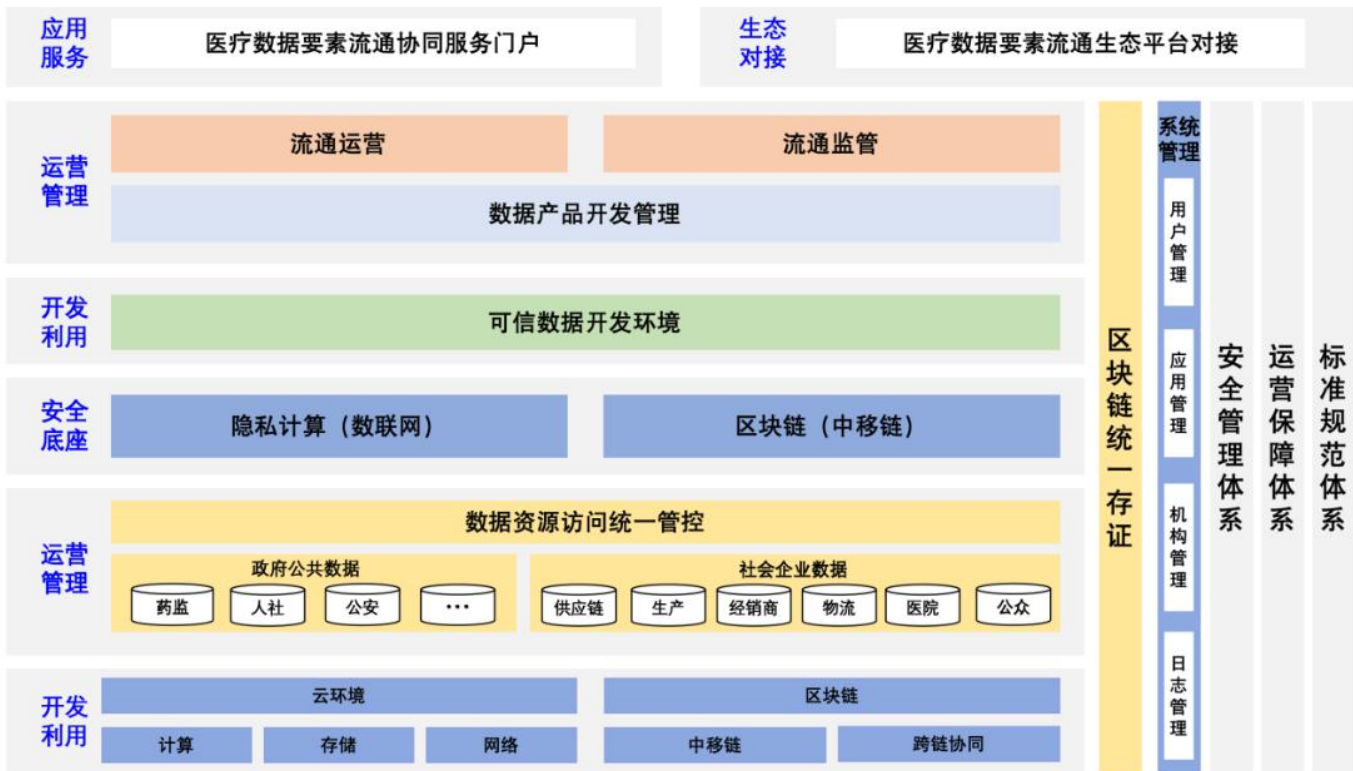 应用
服务
医疗数据要素流通协同服务门户
生态
对接
医疗数据要素流通生态平台对接
运营
管理
流通运营
流通监管
数据产品开发管理
开发
利用
可信数据开发环境
安全
底座
隐私计算（数联网）
区块链（中移链）
运营
管理
数据资源访问统一管控
政府公共数据
药监
人社
公安
...
社会企业数据
供应链
生产
经销商
物流
医院
公众
开发
利用
云环境
计算
存储
网络
区块链
中移链
跨链协同
区块链统一存证
系统
管理
用户管理
应用管理
机构管理
日志管理
安全管理体系
运营保障体系
标准规范体系